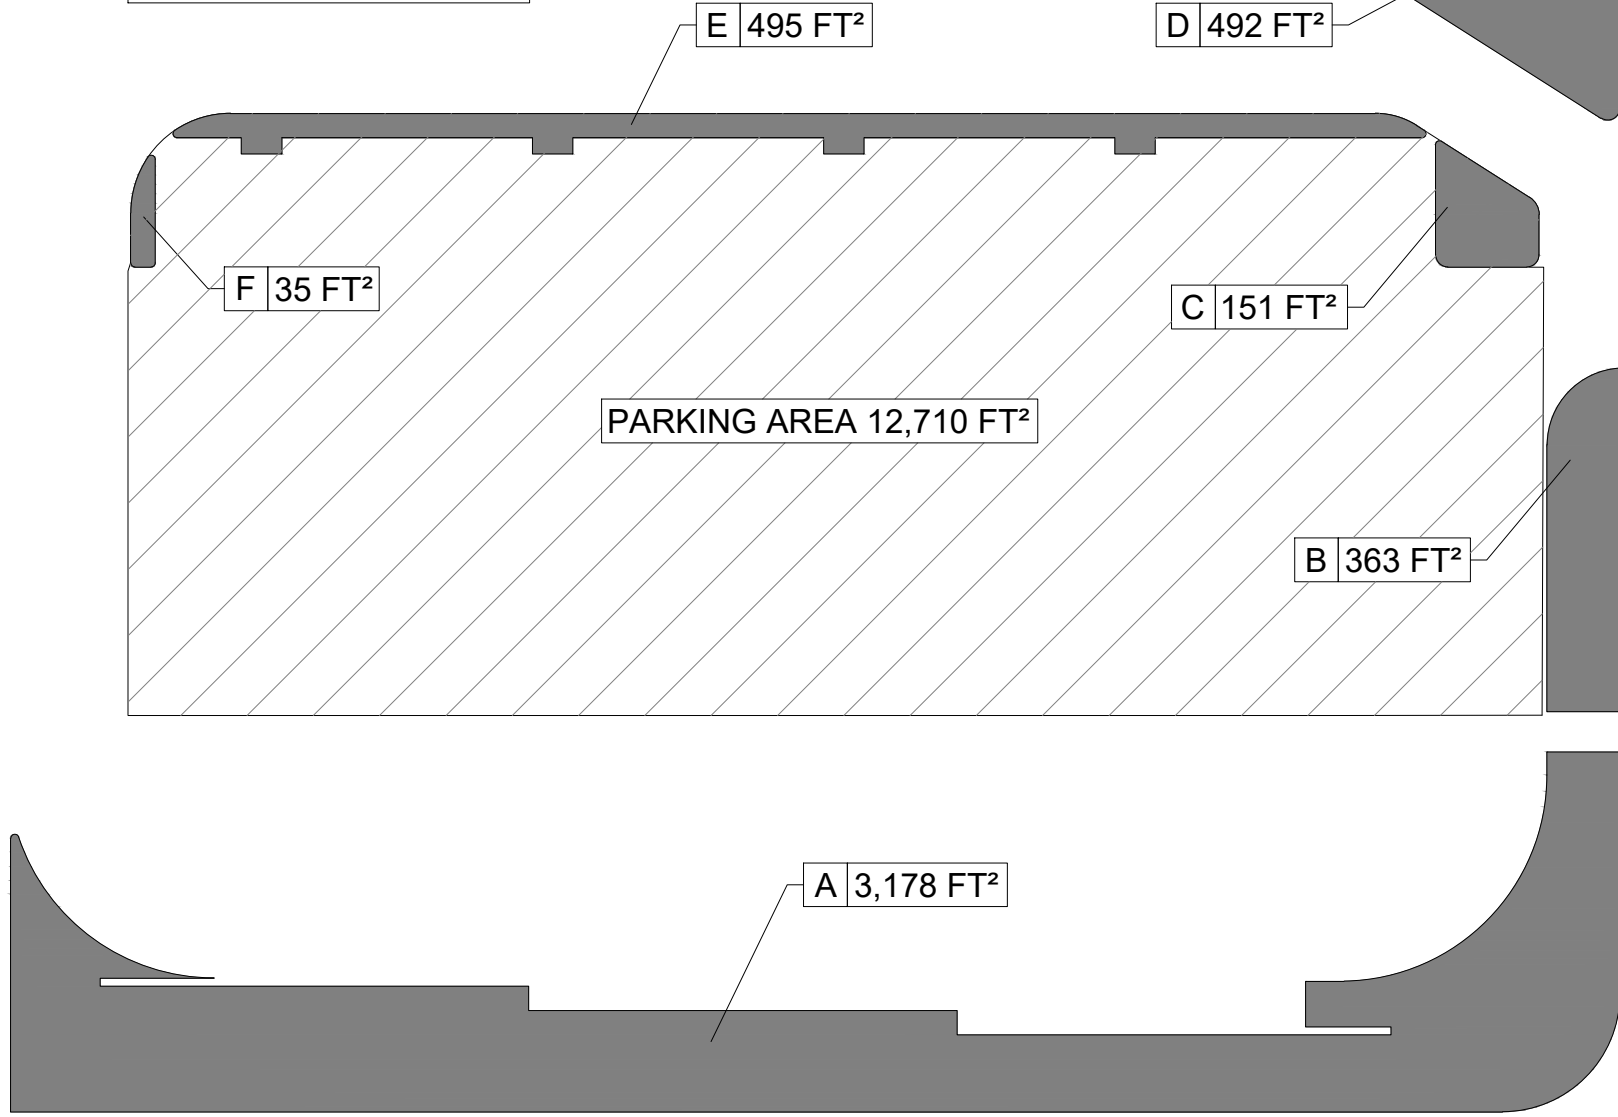 E 495 FT²
D 492 FT²
F 35 FT²
C 151 FT²
PARKING AREA 12,710 FT²
B 363 FT²
A 3,178 FT²